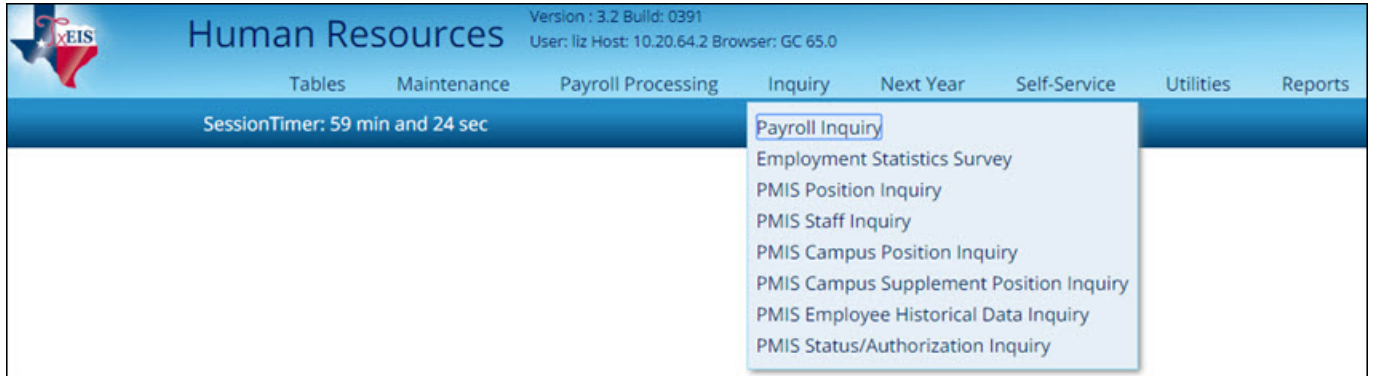 TxEIS
Human Resources
Version : 3.2 Build: 0391
User: liz Host: 10.20.64.2 Browser: GC 65.0
Tables Maintenance Payroll Processing Inquiry Next Year Self-Service Utilities Reports
SessionTimer: 59 min and 24 sec
Payroll Inquiry
Employment Statistics Survey
PMIS Position Inquiry
PMIS Staff Inquiry
PMIS Campus Position Inquiry
PMIS Campus Supplement Position Inquiry
PMIS Employee Historical Data Inquiry
PMIS Status/Authorization Inquiry